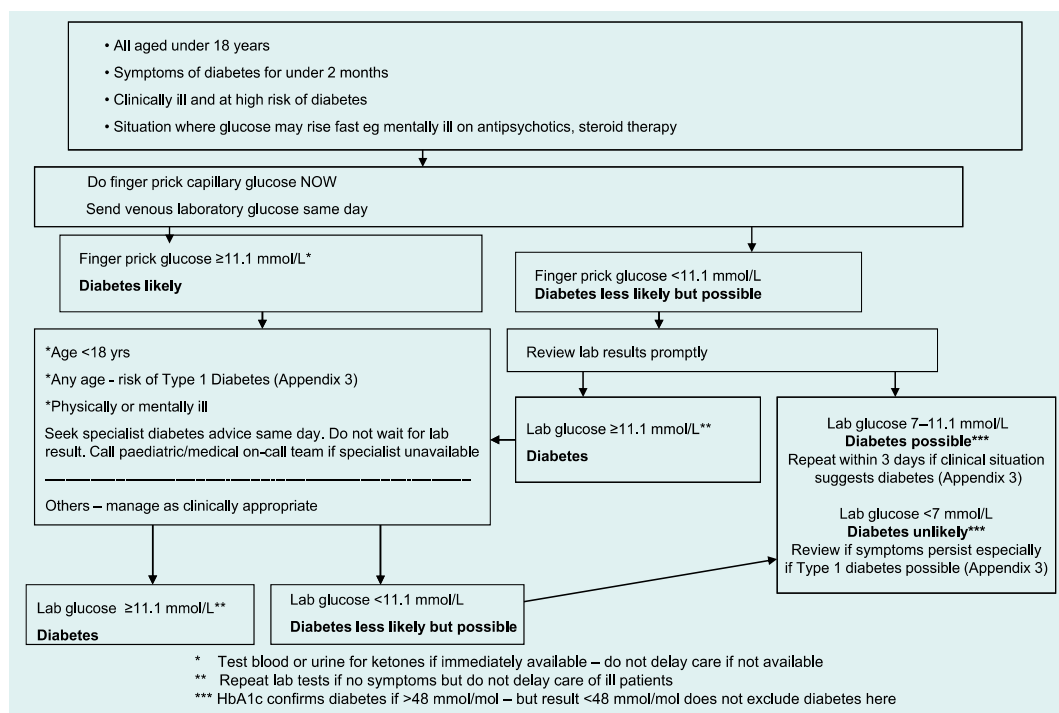 • All aged under 18 years
• Symptoms of diabetes for under 2 months
• Clinically ill and at high risk of diabetes
• Situation where glucose may rise fast eg mentally ill on antipsychotics, steroid therapy
Do finger prick capillary glucose NOW
Send venous laboratory glucose same day
Finger prick glucose ≥11.1 mmol/L*
Diabetes likely
Finger prick glucose <11.1 mmol/L
Diabetes less likely but possible
*Age <18 yrs
*Any age – risk of Type 1 Diabetes (Appendix 3)
*Physically or mentally ill
Seek specialist diabetes advice same day. Do not wait for lab
result. Call paediatric/medical on-call team if specialist unavailable
Others – manage as clinically appropriate
Review lab results promptly
Lab glucose ≥11.1 mmol/L**
Diabetes
Lab glucose 7–11.1 mmol/L
Diabetes possible***
Repeat within 3 days if clinical situation
suggests diabetes (Appendix 3)
Lab glucose <7 mmol/L
Diabetes unlikely***
Review if symptoms persist especially
if Type 1 diabetes possible (Appendix 3)
Lab glucose ≥11.1 mmol/L**
Diabetes
Lab glucose <11.1 mmol/L
Diabetes less likely but possible
* Test blood or urine for ketones if immediately available – do not delay care if not available
** Repeat lab tests if no symptoms but do not delay care of ill patients
*** HbA1c confirms diabetes if >48 mmol/mol – but result <48 mmol/mol does not exclude diabetes here